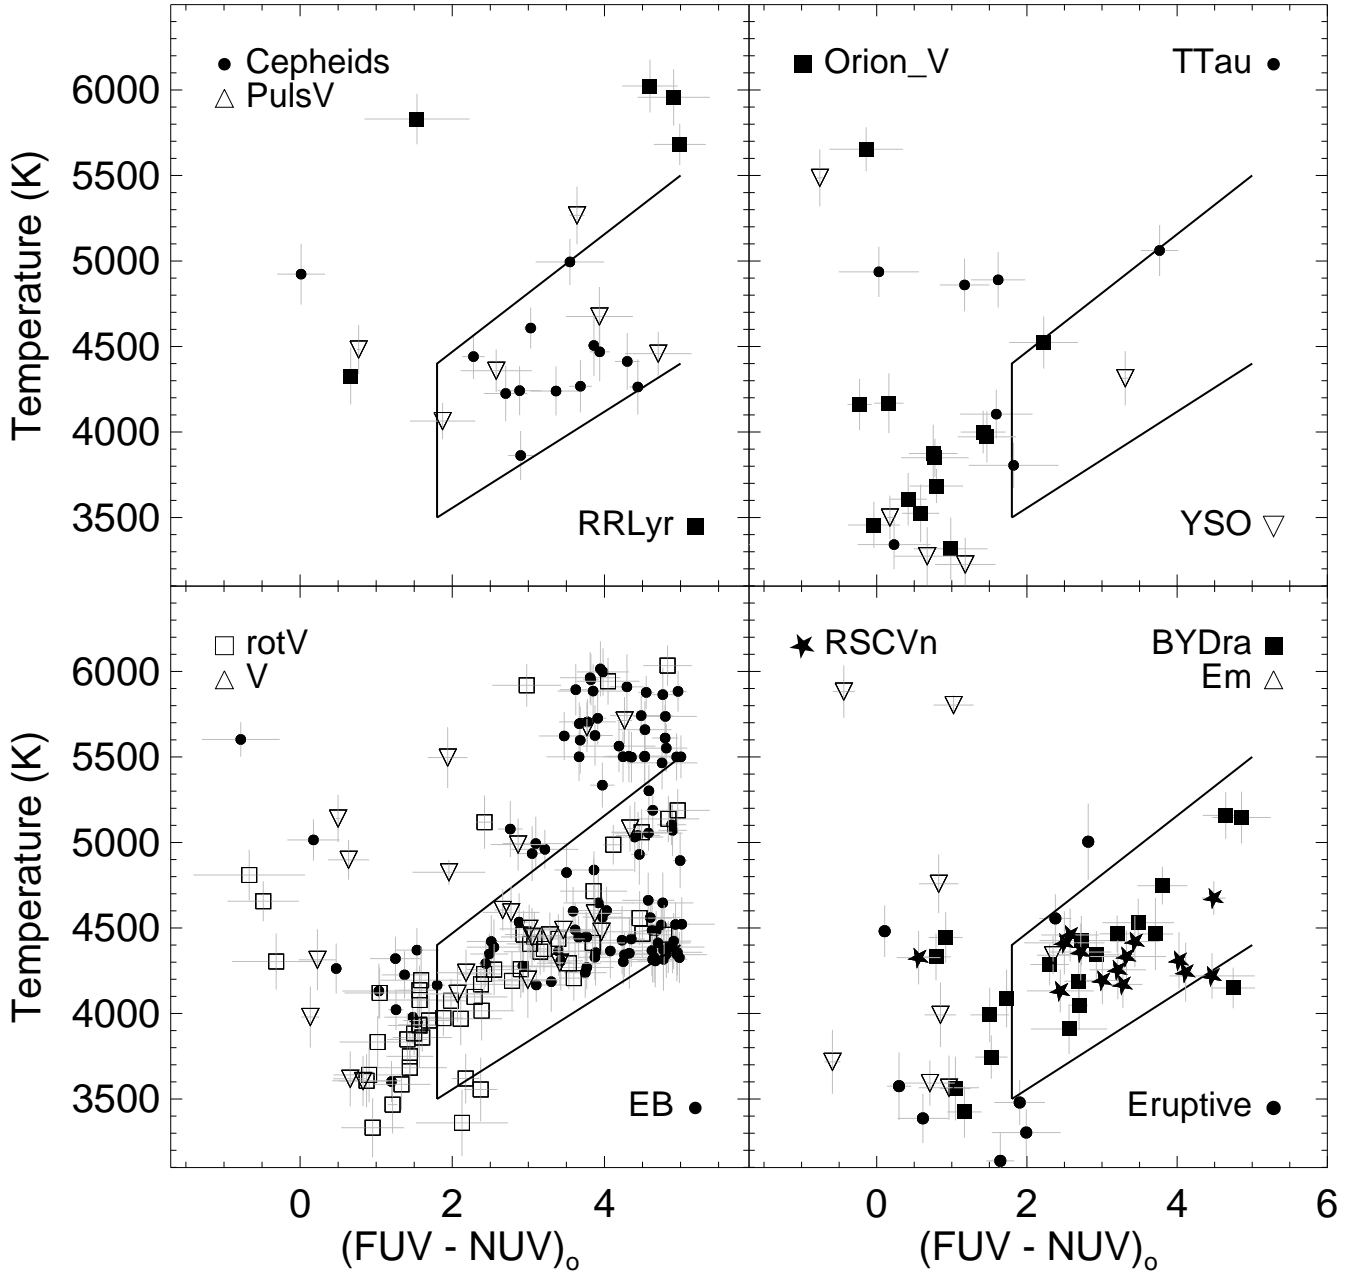 Cepheids
PulsV
RRLyr
Orion_V
TTau
YSO
6000
5500
5000
4500
4000
3500
Temperature (K)
rotV
V
EB
RSCVn
BYDra
Em
Eruptive
6000
5500
5000
4500
4000
3500
Temperature (K)
0 2 4
0 2 4 6
(FUV - NUV)o
(FUV - NUV)o